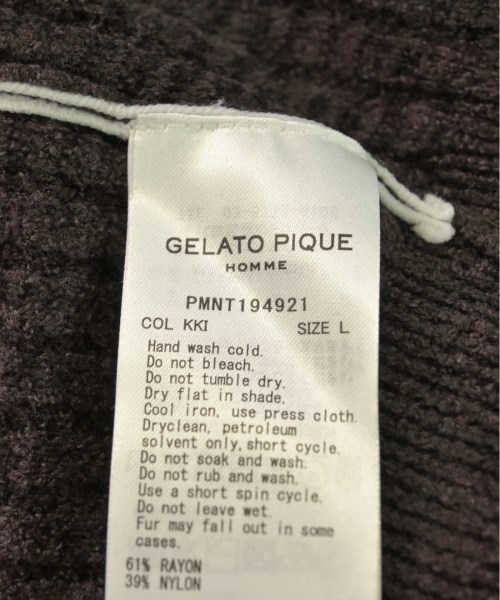 GELATO PIQUE
HOMME
PMNT194921
COL KKI SIZE L
Hand wash cold.
Do not bleach.
Do not tumble dry.
Dry flat in shade.
Cool iron, use press cloth.
Dryclean, petroleum
solvent only,short cycle.
Do not soak and wash.
Do not rub and wash.
Use a short spin cycle.
Do not leave wet.
Fur may fall out in some
cases.
61% RAYON
39% NYLON